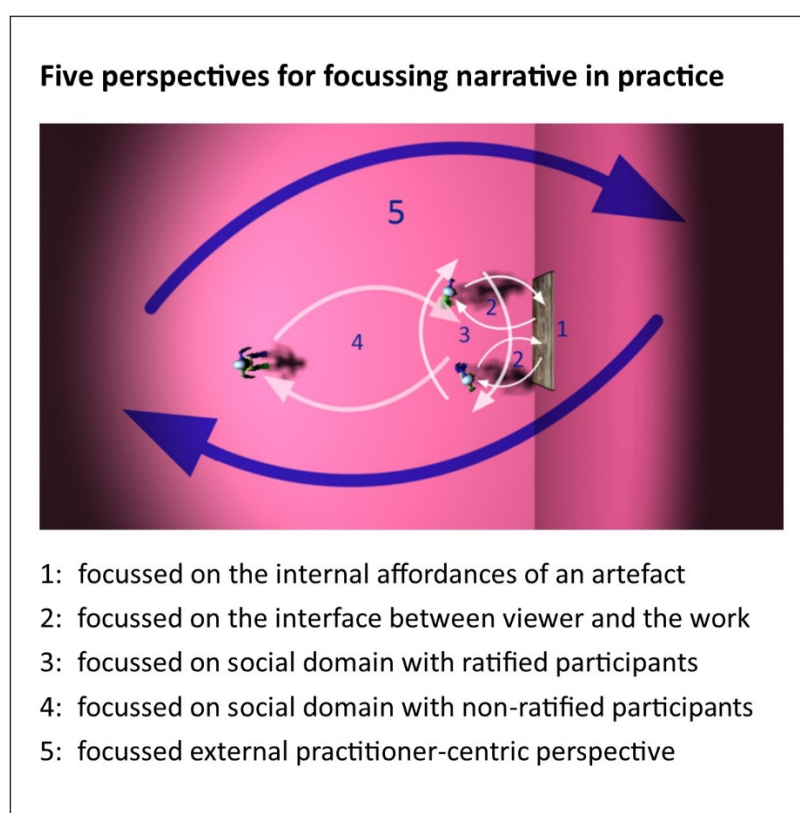 Five perspectives for focussing narrative in practice
5
2
4
3
1
2
1: focussed on the internal affordances of an artefact
2: focussed on the interface between viewer and the work
3: focussed on social domain with ratified participants
4: focussed on social domain with non-ratified participants
5: focussed external practitioner-centric perspective